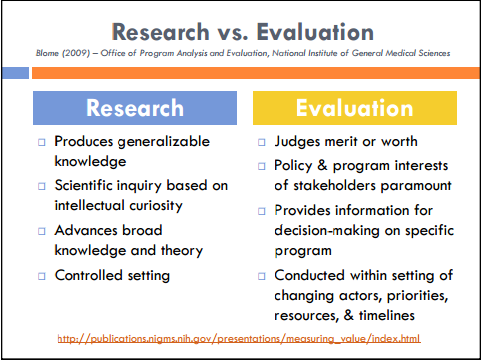 Research vs. Evaluation
Blome (2009) – Office of Program Analysis and Evaluation, National Institute of General Medical Sciences
Research
Produces generalizable
knowledge
Scientific inquiry based on
intellectual curiosity
Advances broad
knowledge and theory
Controlled setting
Evaluation
Judges merit or worth
Policy & program interests
of stakeholders paramount
Provides information for
decision-making on specific
program
Conducted within setting of
changing actors, priorities,
resources, & timelines
http://publications.nigms.nih.gov/presentations/measuring_value/index.html